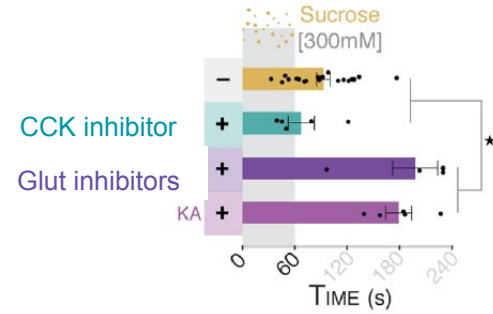 Sucrose
[300mM]
−
CCK inhibitor +
Glut inhibitors +
KA +
*
0 60 120 180 240
TIME (s)